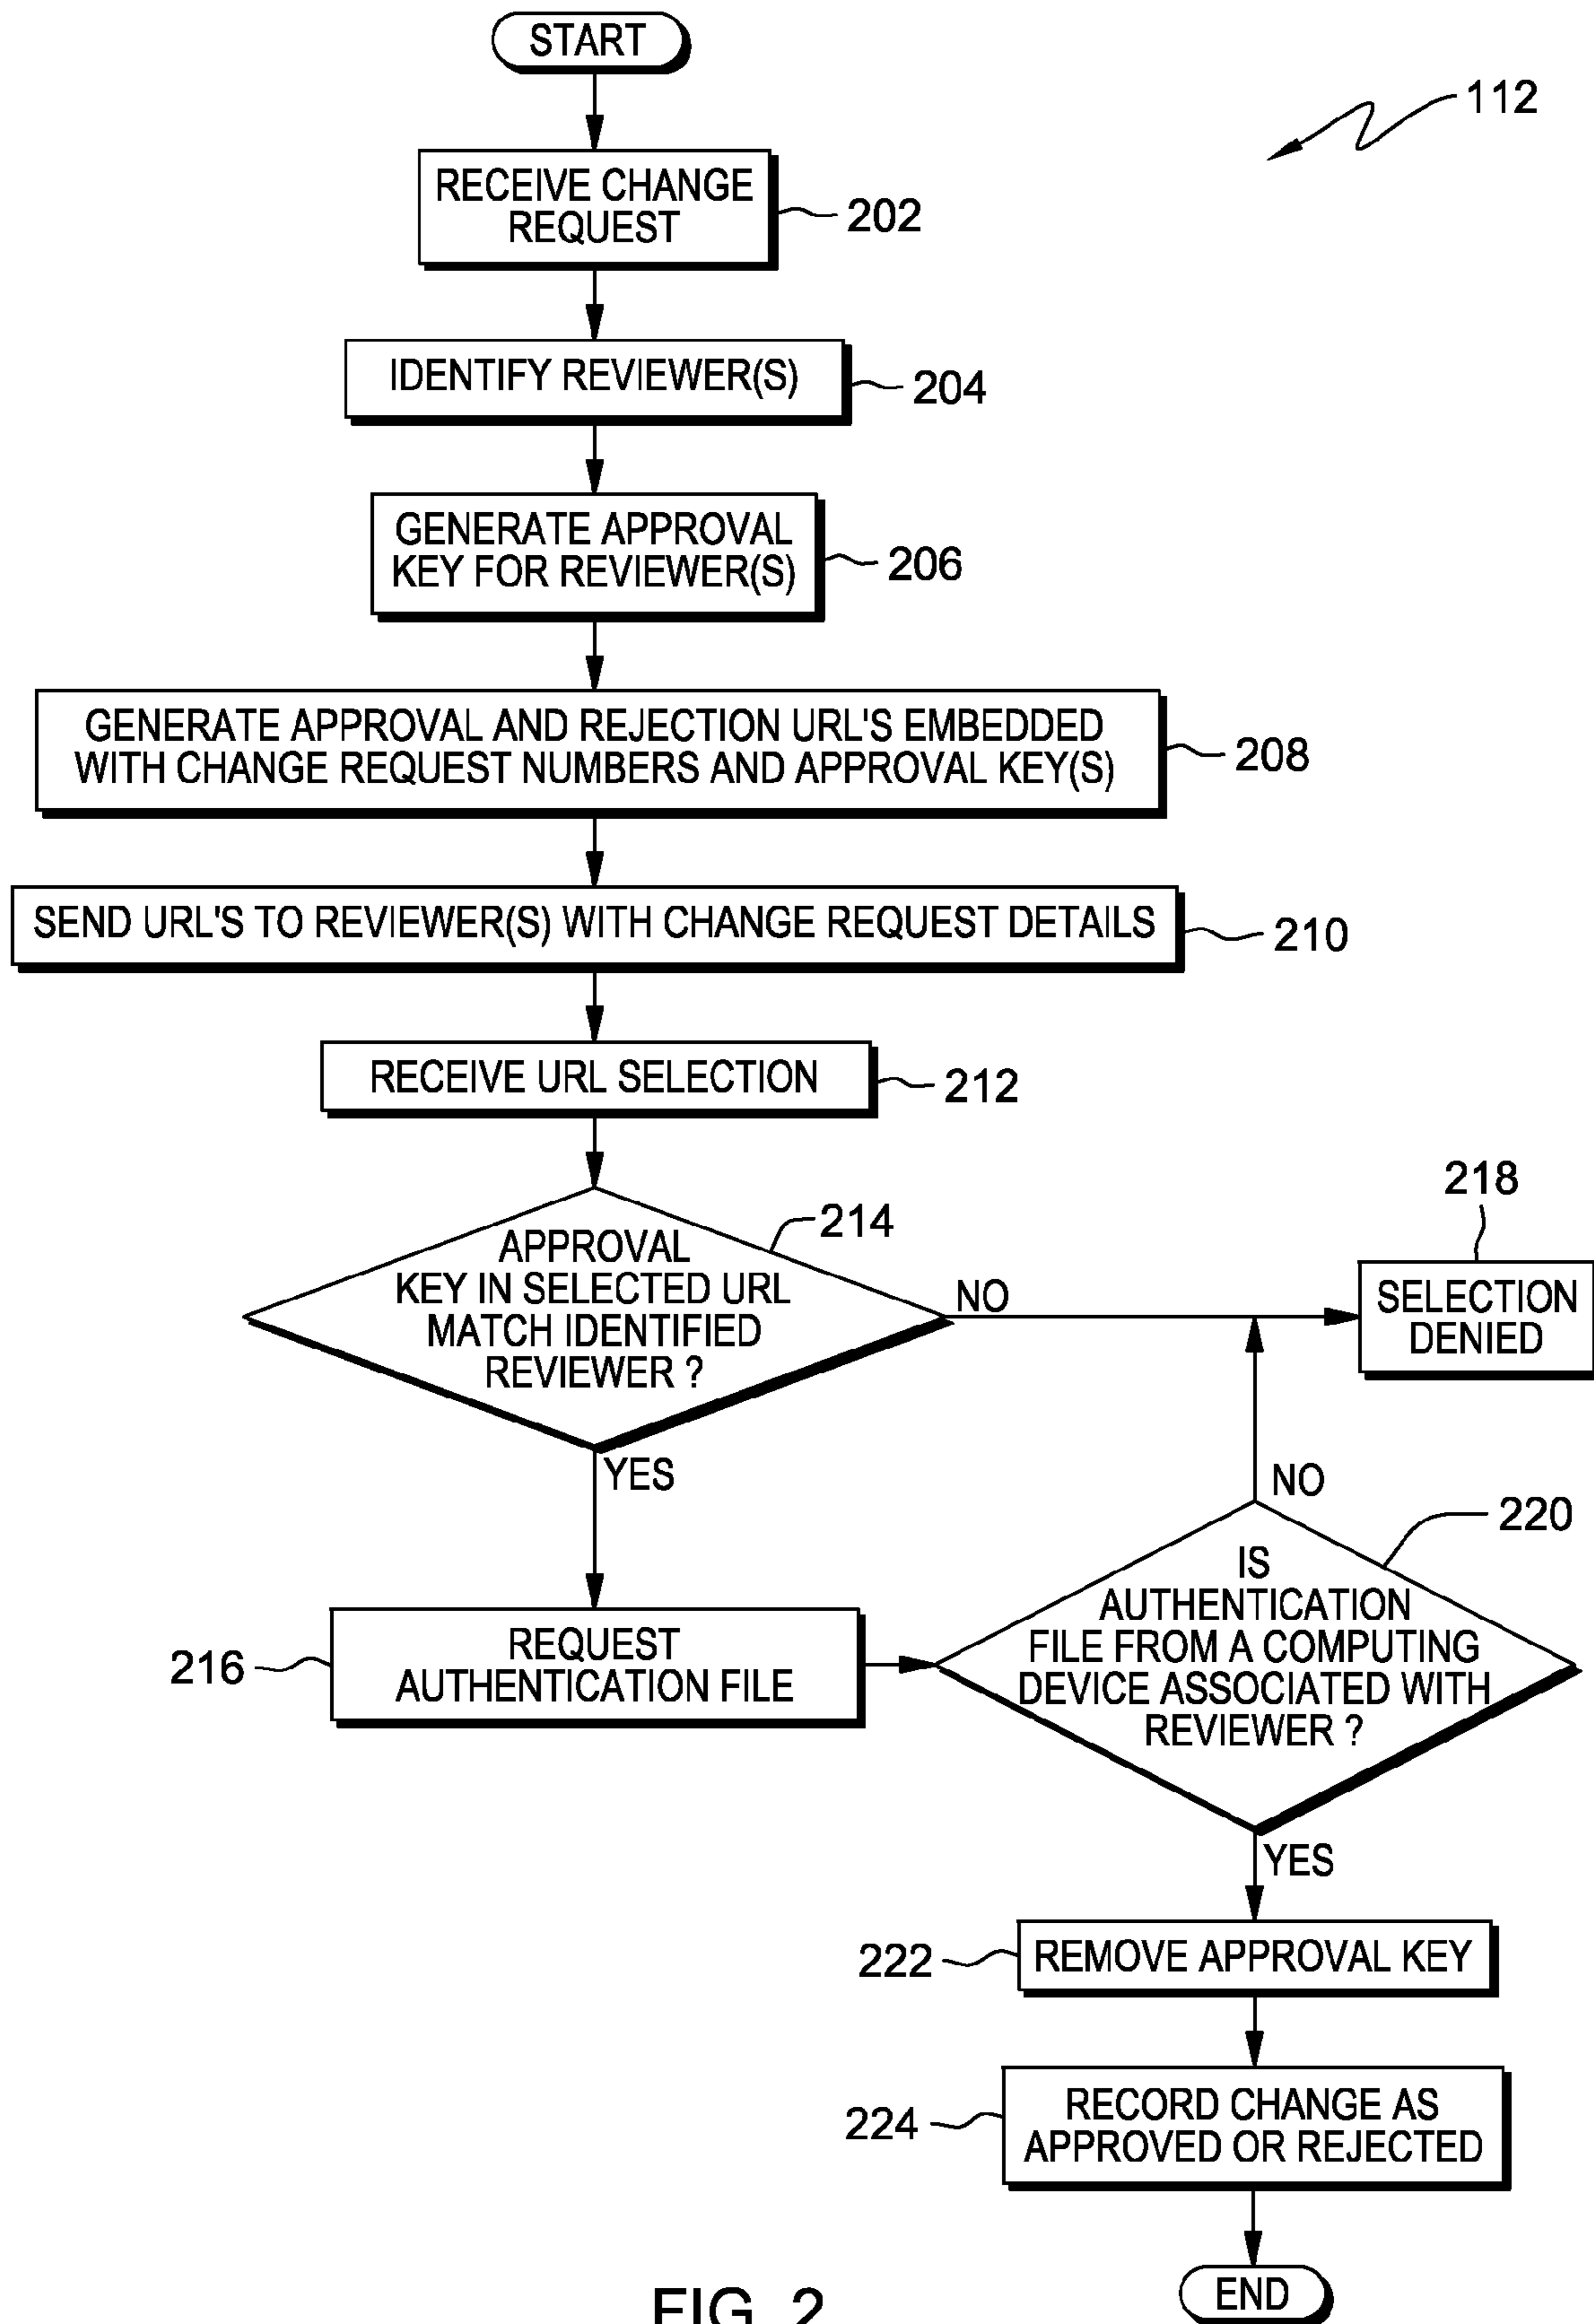 START
112
RECEIVE CHANGE
REQUEST
202
IDENTIFY REVIEWER(S)
204
GENERATE APPROVAL
KEY FOR REVIEWER(S)
206
GENERATE APPROVAL AND REJECTION URL'S EMBEDDED
WITH CHANGE REQUEST NUMBERS AND APPROVAL KEY(S)
208
SEND URL'S TO REVIEWER(S) WITH CHANGE REQUEST DETAILS
210
RECEIVE URL SELECTION
212
APPROVAL
KEY IN SELECTED URL
MATCH IDENTIFIED
REVIEWER ?
214
NO
218
SELECTION
DENIED
YES
NO
216
REQUEST
AUTHENTICATION FILE
220
IS
AUTHENTICATION
FILE FROM A COMPUTING
DEVICE ASSOCIATED WITH
REVIEWER ?
YES
222
REMOVE APPROVAL KEY
224
RECORD CHANGE AS
APPROVED OR REJECTED
END
FIG. 2